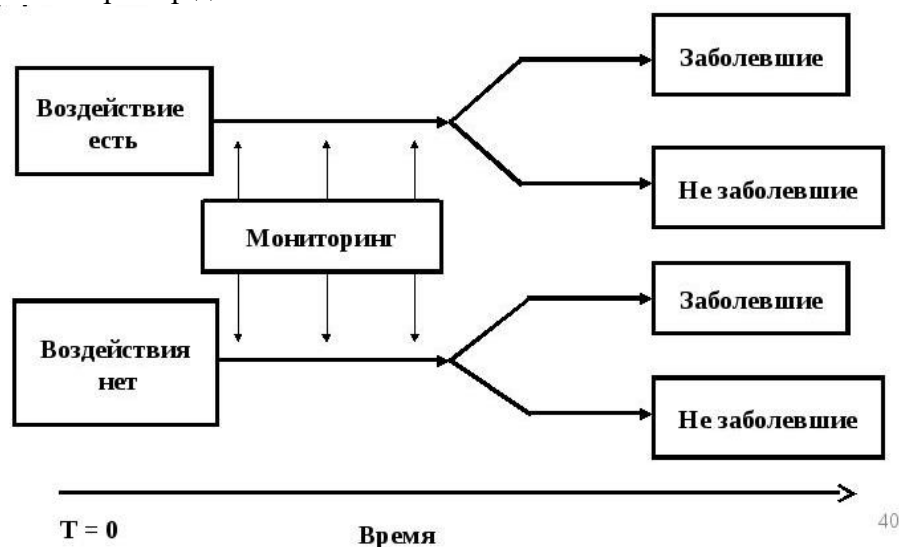 Воздействие
есть
Заболевшие
Не заболевшие
Мониторинг
Воздействия
нет
Заболевшие
Не заболевшие
T = 0
Время
40